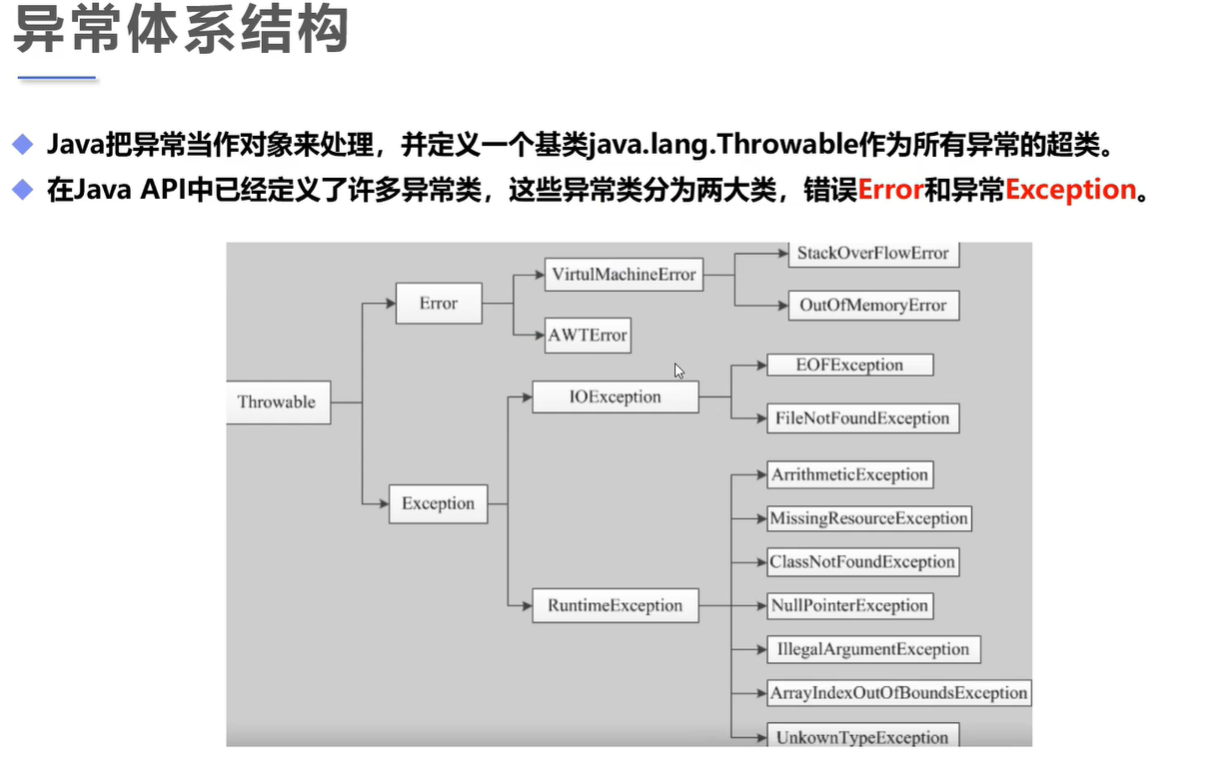 异常体系结构
Java把异常当作对象来处理，并定义一个基类java.lang.Throwable作为所有异常的超类。
在Java API中已经定义了许多异常类，这些异常类分为两大类，错误Error和异常Exception。
StackOverFlowError
VirtulMachineError
Error
OutOfMemoryError
AWTError
EOFException
IOException
Throwable
FileNotFoundException
ArrithmeticException
Exception
MissingResourceException
ClassNotFoundException
RuntimeException
NullPointerException
IllegalArgumentException
ArrayIndexOutOfBoundsException
UnkownTypeException